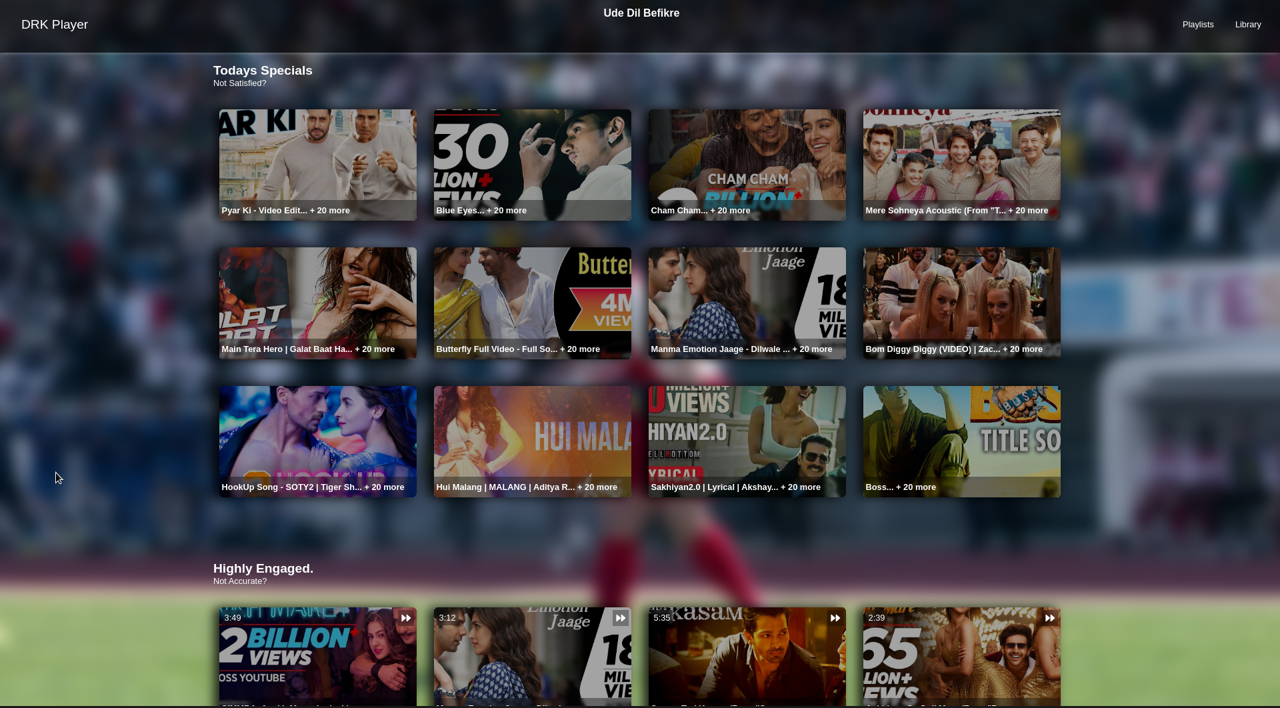 Ude Dil Befikre
DRK Player
Playlists
Library
Todays Specials
Not Satisfied?
AR KI
30
LION+
EWS
CHAM CHAM
BILLION+
ohneya
Pyar Ki - Video Edit... + 20 more
Blue Eyes... + 20 more
Cham Cham... + 20 more
Mere Sohneya Acoustic (From "T... + 20 more
Butte
4M
VIEW
Emotion
Jaage
18
MIL
VIE
Main Tera Hero | Galat Baat Ha... + 20 more
Butterfly Full Video - Full So... + 20 more
Manma Emotion Jaage - Dilwale ... + 20 more
Bom Diggy Diggy (VIDEO) | Zac... + 20 more
HUI MALA
MILLION+
VIEWS
HIYAN2.0
ELLBOTTOM
YRICAL
BOSS
TITLE SO
HookUp Song - SOTY2 | Tiger Sh... + 20 more
Hui Malang | MALANG | Aditya R... + 20 more
Sakhiyan2.0 | Lyrical | Akshay... + 20 more
Boss... + 20 more
Highly Engaged.
Not Accurate?
3:49
2 BILLION+
VIEWS
OSS YOUTUBE
3:12
Emotion
Jaage
18
MIL
VIE
5:35
Kasam
2:39
65
LION+
EWS